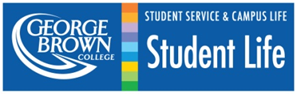 GEORGE
BROWN
COLLEGE
STUDENT SERVICE & CAMPUS LIFE
Student Life